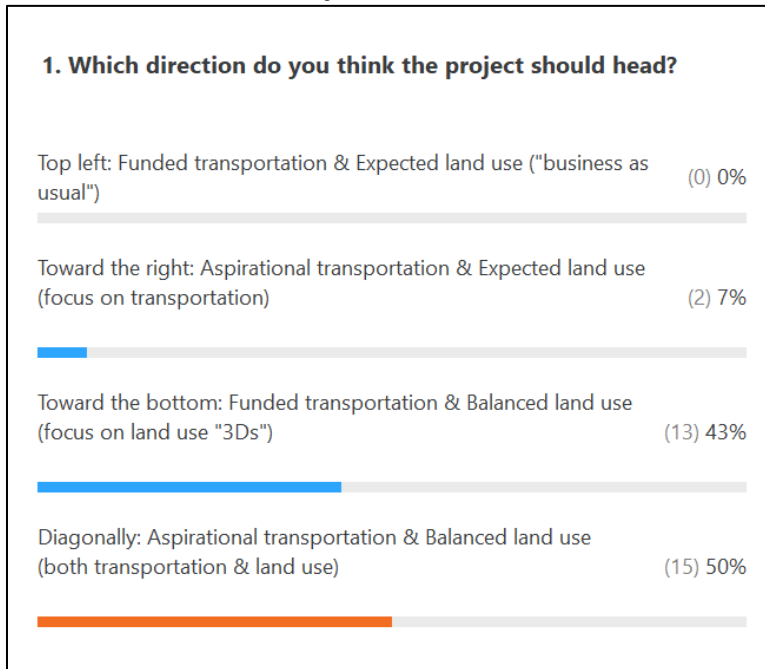 1. Which direction do you think the project should head?
Top left: Funded transportation & Expected land use ("business as
usual")
(0) 0%
Toward the right: Aspirational transportation & Expected land use
(focus on transportation)
(2) 7%
Toward the bottom: Funded transportation & Balanced land use
(focus on land use "3Ds")
(13) 43%
Diagonally: Aspirational transportation & Balanced land use
(both transportation & land use)
(15) 50%